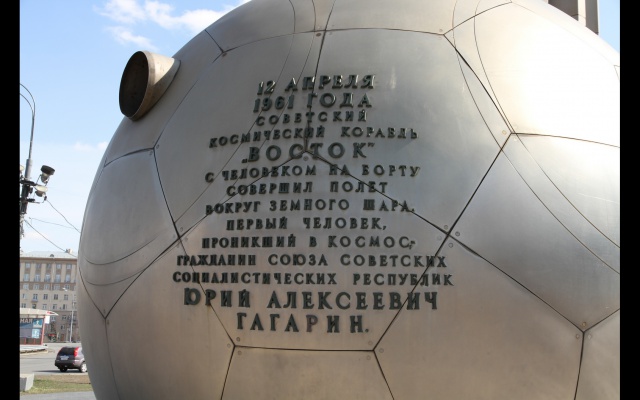 12 АПРЕЛЯ
1961 ГОДА
СОВЕТСКИЙ
КОСМИЧЕСКИЙ КОРАБЛЬ
„ВОСТОК"
С ЧЕЛОВЕКОМ НА БОРТУ
СОВЕРШИЛ ПОЛЕТ
ВОКРУГ ЗЕМНОГО ШАРА.
ПЕРВЫЙ ЧЕЛОВЕК,
ПРОНИКШИЙ В КОСМОС,
ГРАЖДАНИН СОЮЗА СОВЕТСКИХ
СОЦИАЛИСТИЧЕСКИХ РЕСПУБЛИК
ЮРИЙ АЛЕКСЕЕВИЧ
ГАГАРИН.